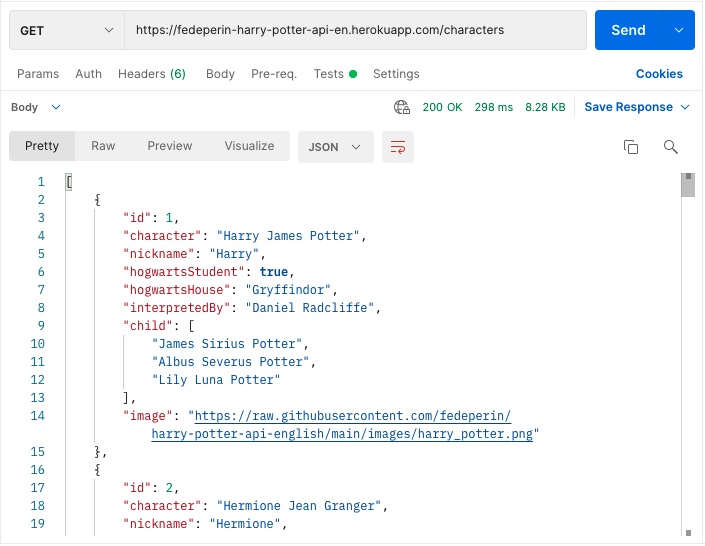 GET https://fedeperin-harry-potter-api-en.herokuapp.com/characters Send
Params Auth Headers (6) Body Pre-req. Tests Settings Cookies
Body 200 OK 298 ms 8.28 KB Save Response
Pretty Raw Preview Visualize JSON
1 [
2 {
3 "id": 1,
4 "character": "Harry James Potter",
5 "nickname": "Harry",
6 "hogwartsStudent": true,
7 "hogwartsHouse": "Gryffindor",
8 "interpretedBy": "Daniel Radcliffe",
9 "child": [
10 "James Sirius Potter",
11 "Albus Severus Potter",
12 "Lily Luna Potter"
13 ],
14 "image": "https://raw.githubusercontent.com/fedeperin/
harry-potter-api-english/main/images/harry_potter.png"
15 },
16 {
17 "id": 2,
18 "character": "Hermione Jean Granger",
19 "nickname": "Hermione",